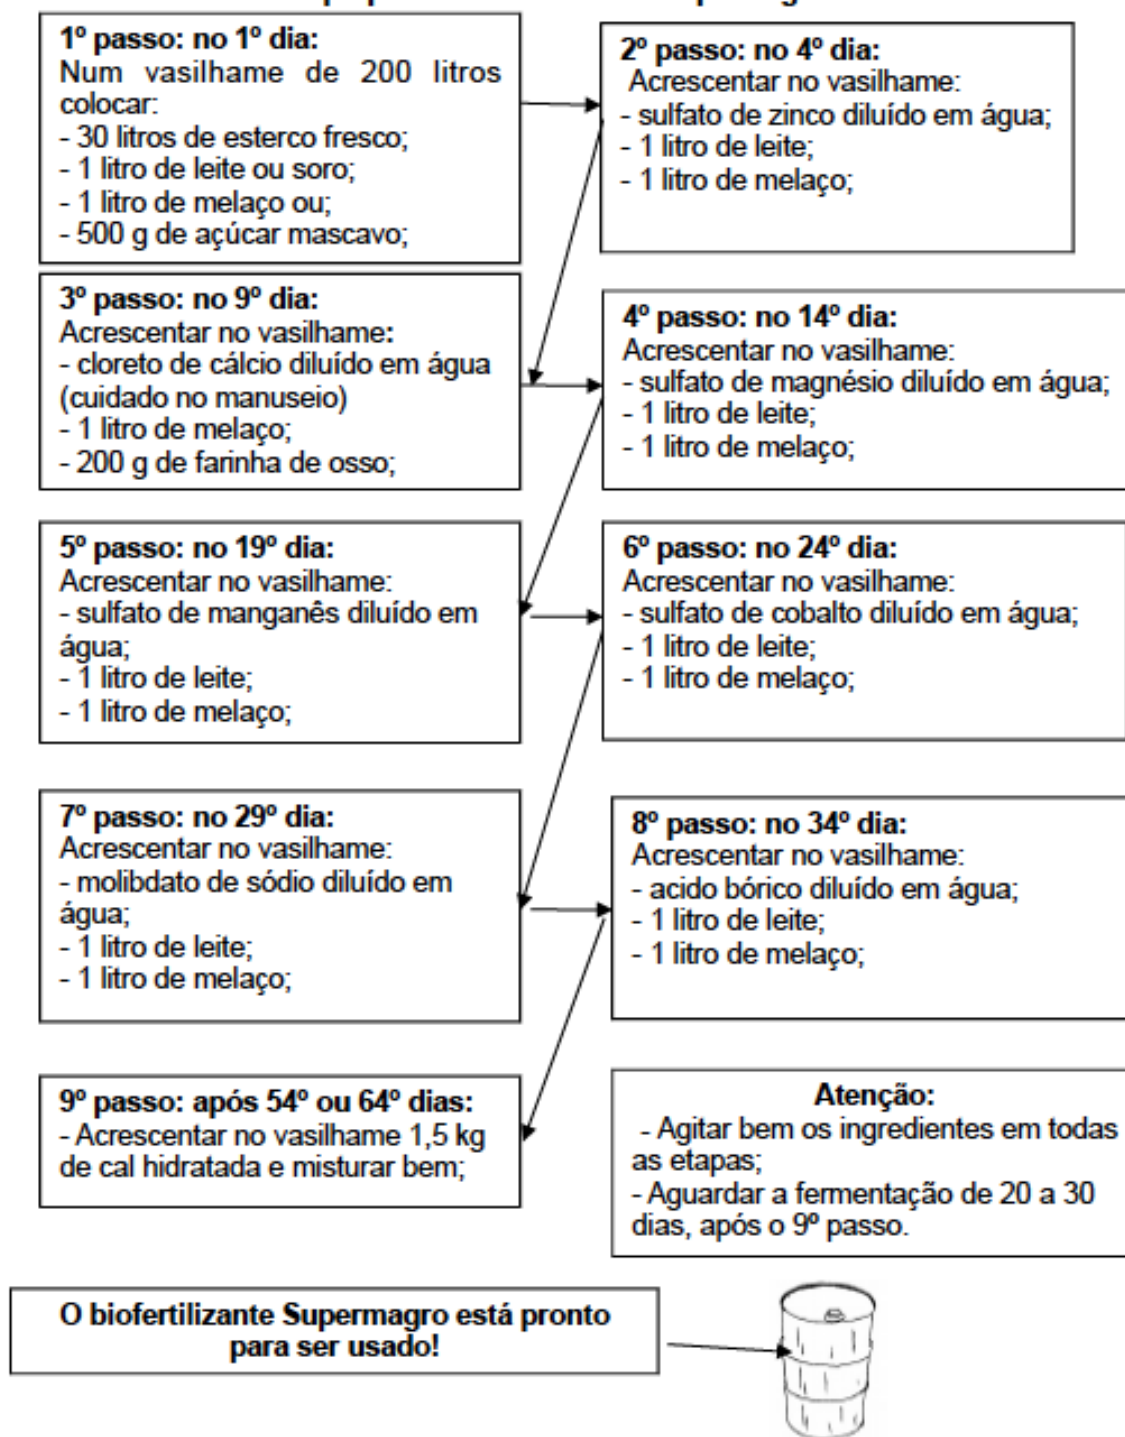 1º passo: no 1º dia:
Num vasilhame de 200 litros
colocar:
- 30 litros de esterco fresco;
- 1 litro de leite ou soro;
- 1 litro de melaço ou;
- 500 g de açúcar mascavo;
2º passo: no 4º dia:
Acrescentar no vasilhame:
- sulfato de zinco diluído em água;
- 1 litro de leite;
- 1 litro de melaço;
3º passo: no 9º dia:
Acrescentar no vasilhame:
- cloreto de cálcio diluído em água
(cuidado no manuseio)
- 1 litro de melaço;
- 200 g de farinha de osso;
4º passo: no 14º dia:
Acrescentar no vasilhame:
- sulfato de magnésio diluído em água;
- 1 litro de leite;
- 1 litro de melaço;
5º passo: no 19º dia:
Acrescentar no vasilhame:
- sulfato de manganês diluído em
água;
- 1 litro de leite;
- 1 litro de melaço;
6º passo: no 24º dia:
Acrescentar no vasilhame:
- sulfato de cobalto diluído em água;
- 1 litro de leite;
- 1 litro de melaço;
7º passo: no 29º dia:
Acrescentar no vasilhame:
- molibdato de sódio diluído em
água;
- 1 litro de leite;
- 1 litro de melaço;
8º passo: no 34º dia:
Acrescentar no vasilhame:
- acido bórico diluído em água;
- 1 litro de leite;
- 1 litro de melaço;
9º passo: após 54º ou 64º dias:
- Acrescentar no vasilhame 1,5 kg
de cal hidratada e misturar bem;
Atenção:
- Agitar bem os ingredientes em todas
as etapas;
- Aguardar a fermentação de 20 a 30
dias, após o 9º passo.
O biofertilizante Supermagro está pronto
para ser usado!